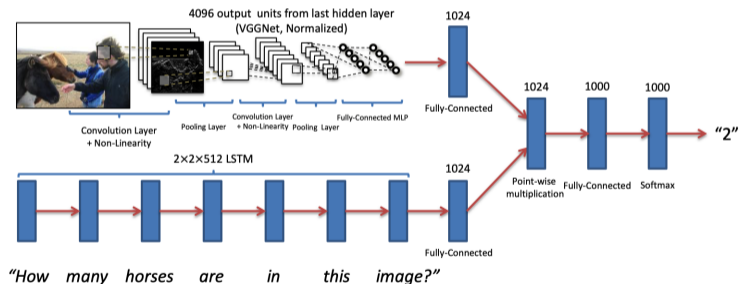 4096 output units from last hidden layer
(VGGNet, Normalized)
1024
Convolution Layer
+ Non-Linearity
Pooling Layer
Convolution Layer
+ Non-Linearity
Pooling Layer
Fully-Connected MLP
Fully-Connected
2×2×512 LSTM
1024
Fully-Connected
1024
Point-wise
multiplication
1000
Fully-Connected
1000
Softmax
“2”
“How many horses are in this image?”